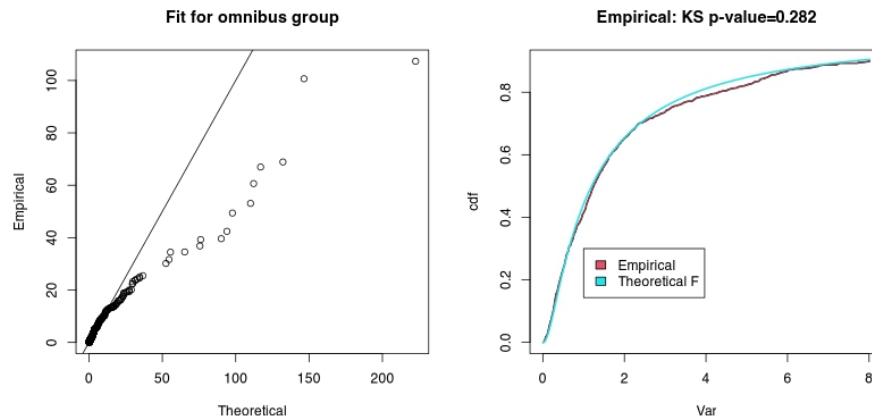 Fit for omnibus group
Empirical
100
80
60
40
20
0
0 50 100 150 200
Theoretical
Empirical: KS p-value=0.282
cdf
0.8
0.6
0.4
0.2
0.0
Empirical
Theoretical F
0 2 4 6 8
Var